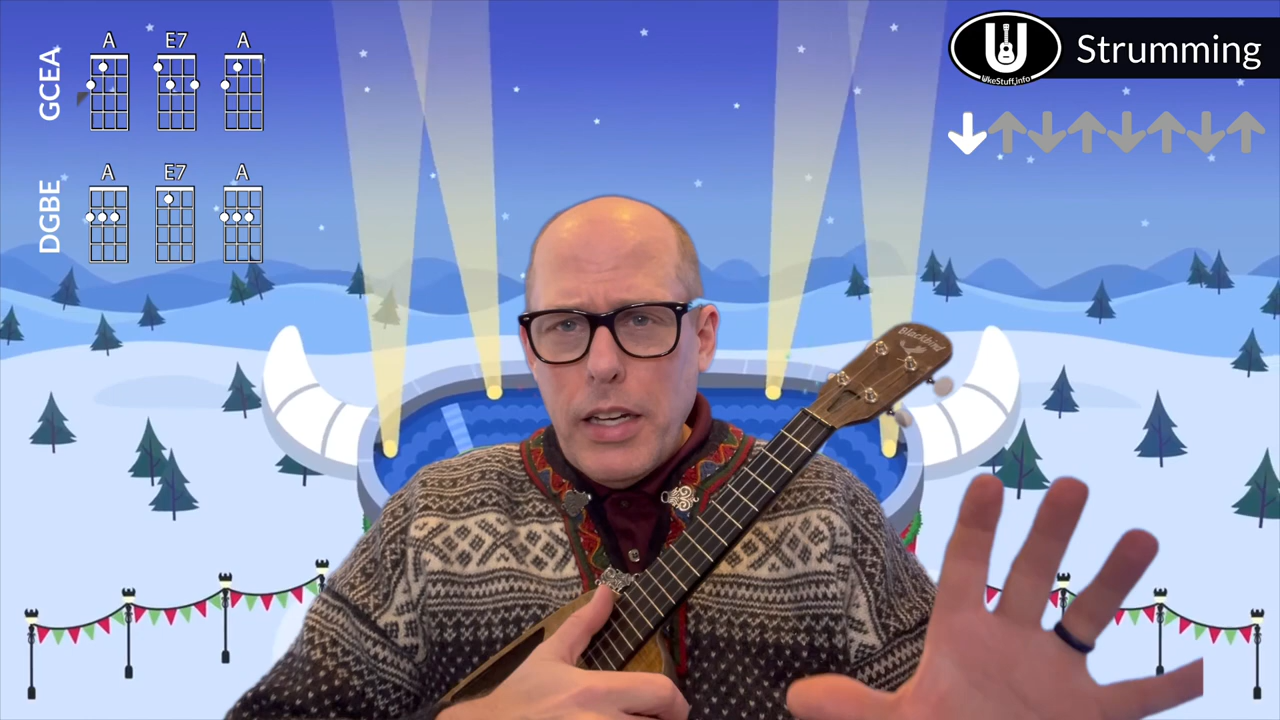 GCEA
A E7 A
DGBE
A E7 A
U
UkeStuff.info
Strumming
Blackbird